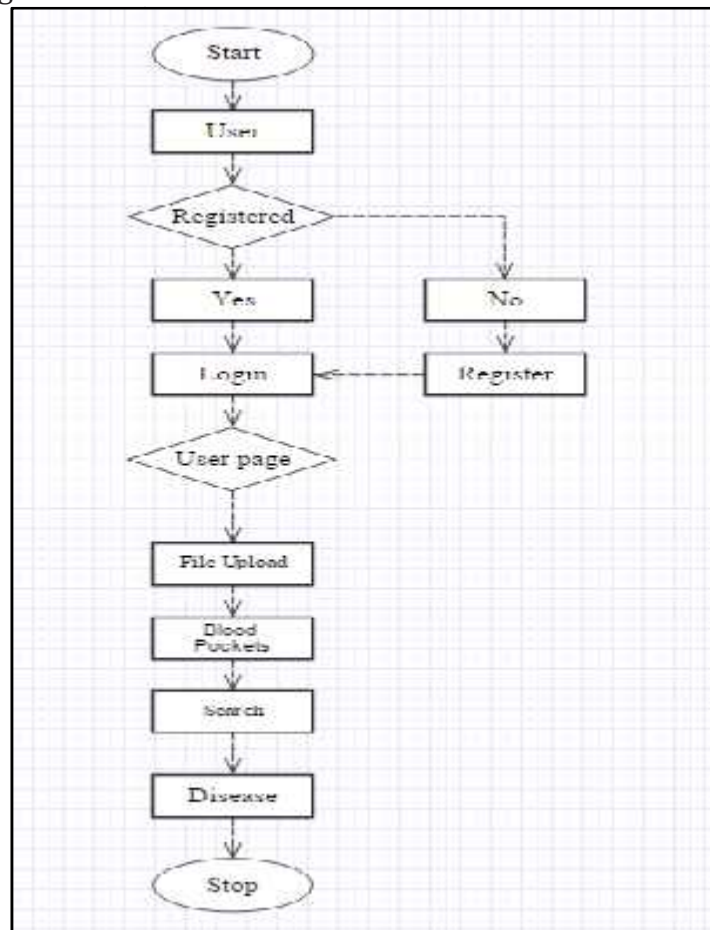 Start
User
Registered
Yes
No
Login
Register
User page
File Upload
Blood
Pockets
Search
Disease
Stop